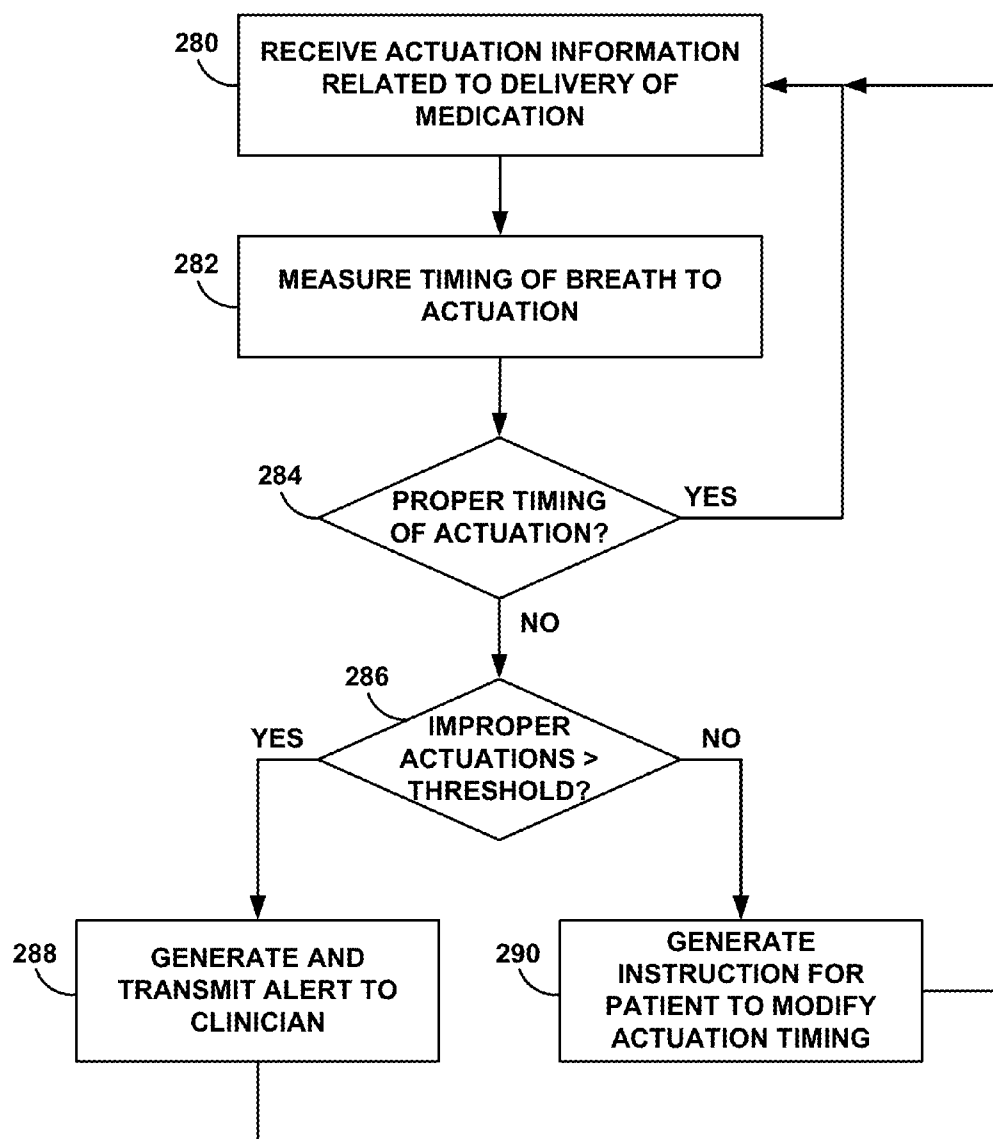 280
RECEIVE ACTUATION INFORMATION
RELATED TO DELIVERY OF
MEDICATION
282
MEASURE TIMING OF BREATH TO
ACTUATION
284
PROPER TIMING
OF ACTUATION?
YES
NO
286
IMPROPER
ACTUATIONS >
THRESHOLD?
YES
NO
288
GENERATE AND
TRANSMIT ALERT TO
CLINICIAN
290
GENERATE
INSTRUCTION FOR
PATIENT TO MODIFY
ACTUATION TIMING